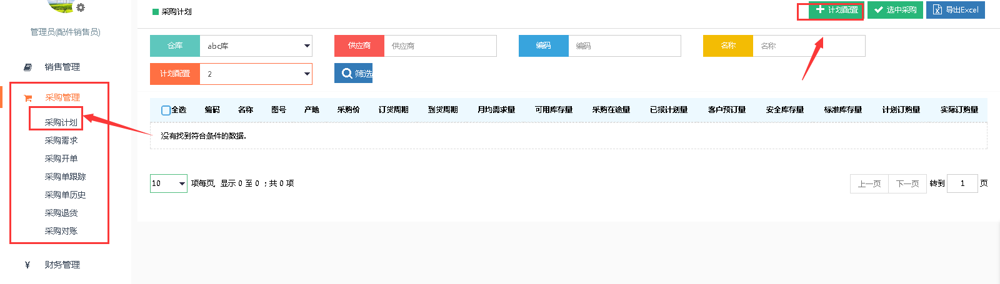 管理员(配件销售员)
销售管理
采购管理
采购计划
采购需求
采购开单
采购单跟踪
采购单历史
采购退货
采购对账
¥ 财务管理
采购计划
计划配置 选中采购 导出Excel
仓库 abc库 供应商 供应商 编码 编码 名称 名称
计划配置 2 筛选
全选 编码 名称 图号 产地 采购价 订货周期 到货周期 月均需求量 可用库存量 采购在途量 已报计划量 客户预订量 安全库存量 标准库存量 计划订购量 实际订购量
没有找到符合条件的数据.
10 项每页, 显示 0 至 0 ; 共 0 项 上一页 下一页 转到 1 页